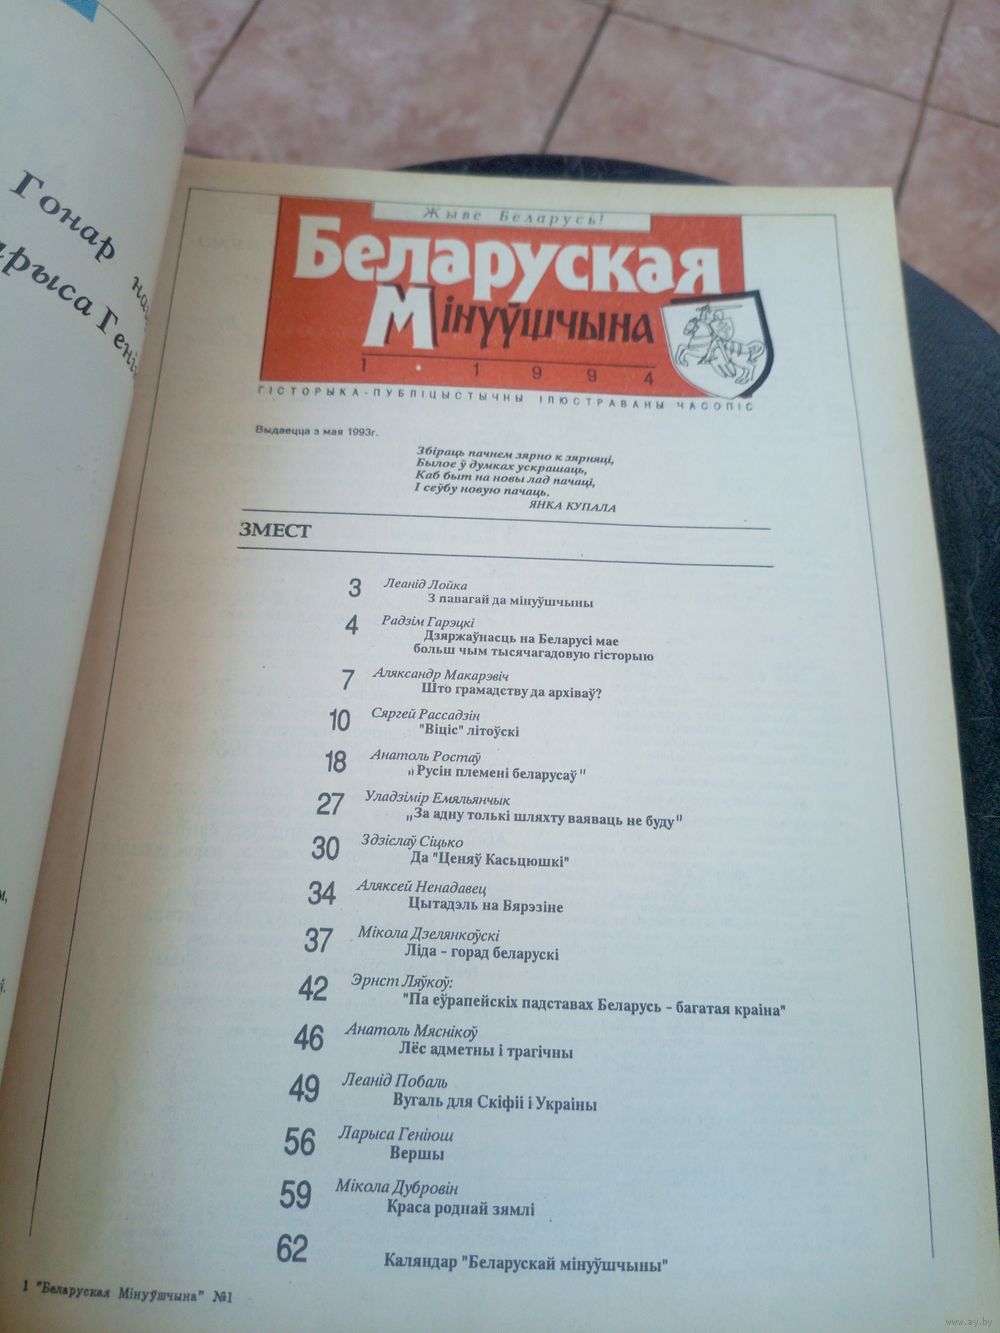 Гонар
Жыве Беларусь!
Беларуская
Мінуўшчына
1 · 1994
ГІСТОРЫКА-ПУБЛІЦЫСТЫЧНЫ ІЛЮСТРАВАНЫ ЧАСОПІС
Выдаецца з мая 1993г.
Збіраць пачнем зярно к зярняці,
Былое ў думках ускрашаць,
Каб быт на новы лад пачаці,
І сеўбу новую пачаць.
ЯНКА КУПАЛА
ЗМЕСТ
3 Леанід Лойка
З павагай да мінуўшчыны
4 Радзім Гарэцкі
Дзяржаўнасць на Беларусі мае
больш чым тысячагадовую гісторыю
7 Аляксандр Макарэвіч
Што грамадству да архіваў?
10 Сяргей Рассадзін
"Віціс" літоўскі
18 Анатоль Ростаў
„Русін племені беларусаў"
27 Уладзімір Емяльянчык
„За адну толькі шляхту ваяваць не буду"
30 Здзіслаў Сіцько
Да "Ценяў Касьцюшкі"
34 Аляксей Ненадавец
Цытадэль на Бярэзіне
37 Мікола Дзелянкоўскі
Ліда - горад беларускі
42 Эрнст Ляўкоў:
"Па еўрапейскіх падставах Беларусь - багатая краіна"
46 Анатоль Мяснікоў
Лёс адметны і трагічны
49 Леанід Побаль
Вугаль для Скіфіі і Украіны
56 Ларыса Геніюш
Вершы
59 Мікола Дубровін
Краса роднай зямлі
62 Каляндар "Беларускай мінуўшчыны"
1 "Беларуская Мінуўшчына" №1
www.ay.by